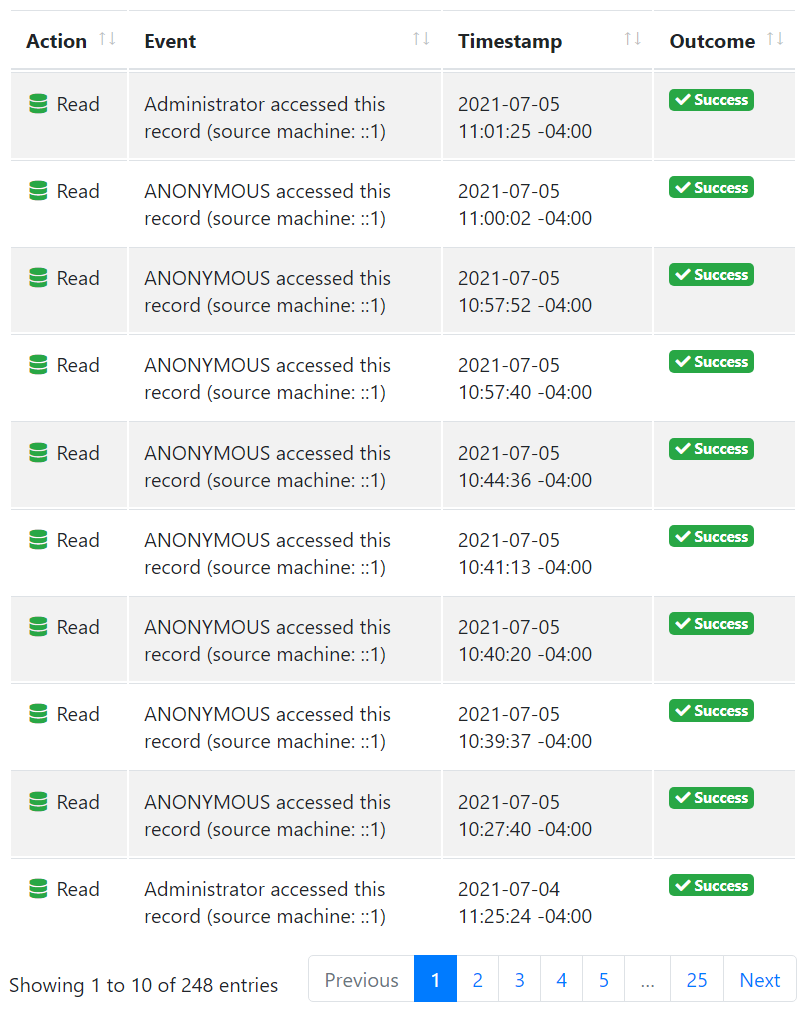 Action Event Timestamp Outcome
Read Administrator accessed this 2021-07-05 Success
record (source machine: ::1) 11:01:25 -04:00
Read ANONYMOUS accessed this 2021-07-05 Success
record (source machine: ::1) 11:00:02 -04:00
Read ANONYMOUS accessed this 2021-07-05 Success
record (source machine: ::1) 10:57:52 -04:00
Read ANONYMOUS accessed this 2021-07-05 Success
record (source machine: ::1) 10:57:40 -04:00
Read ANONYMOUS accessed this 2021-07-05 Success
record (source machine: ::1) 10:44:36 -04:00
Read ANONYMOUS accessed this 2021-07-05 Success
record (source machine: ::1) 10:41:13 -04:00
Read ANONYMOUS accessed this 2021-07-05 Success
record (source machine: ::1) 10:40:20 -04:00
Read ANONYMOUS accessed this 2021-07-05 Success
record (source machine: ::1) 10:39:37 -04:00
Read ANONYMOUS accessed this 2021-07-05 Success
record (source machine: ::1) 10:27:40 -04:00
Read Administrator accessed this 2021-07-04 Success
record (source machine: ::1) 11:25:24 -04:00
Showing 1 to 10 of 248 entries Previous 1 2 3 4 5 … 25 Next